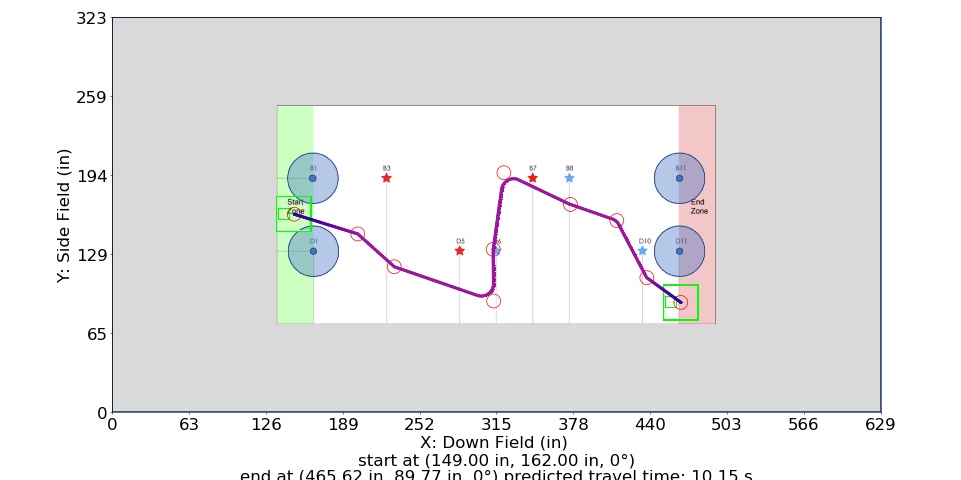 323
259
194
129
65
0
Y: Side Field (in)
B1
B3
B7
B8
B11
Start
Zone
End
Zone
D1
D5
D10
D11
0 63 126 189 252 315 378 440 503 566 629
X: Down Field (in)
start at (149.00 in, 162.00 in, 0°)
end at (465.62 in, 89.77 in, 0°) predicted travel time: 10.15 s